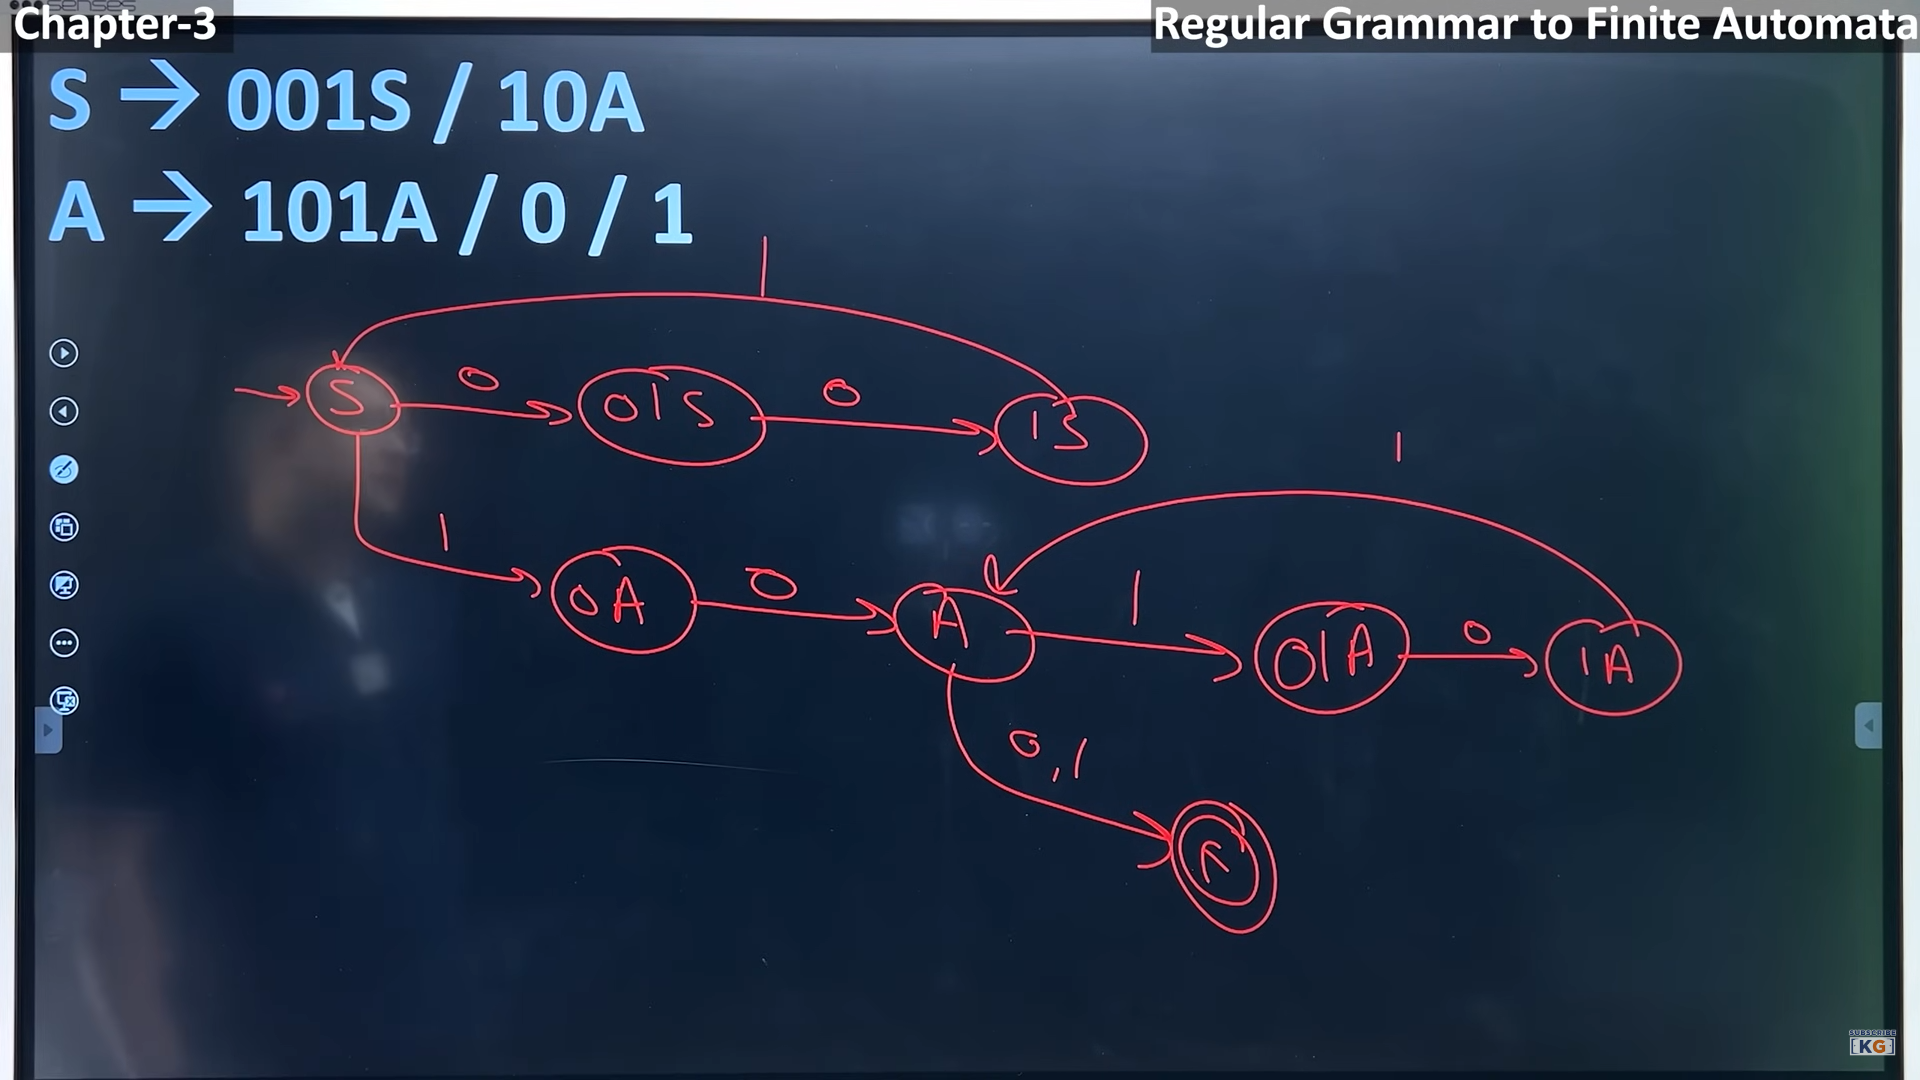 Chapter-3
Regular Grammar to Finite Automata
S → 001S / 10A
A → 101A / 0 / 1
1
S 0 01S 0 1S
1
1 0A 0 A 1 01A 0 1A
0,1
SUBSCRIBE
KG